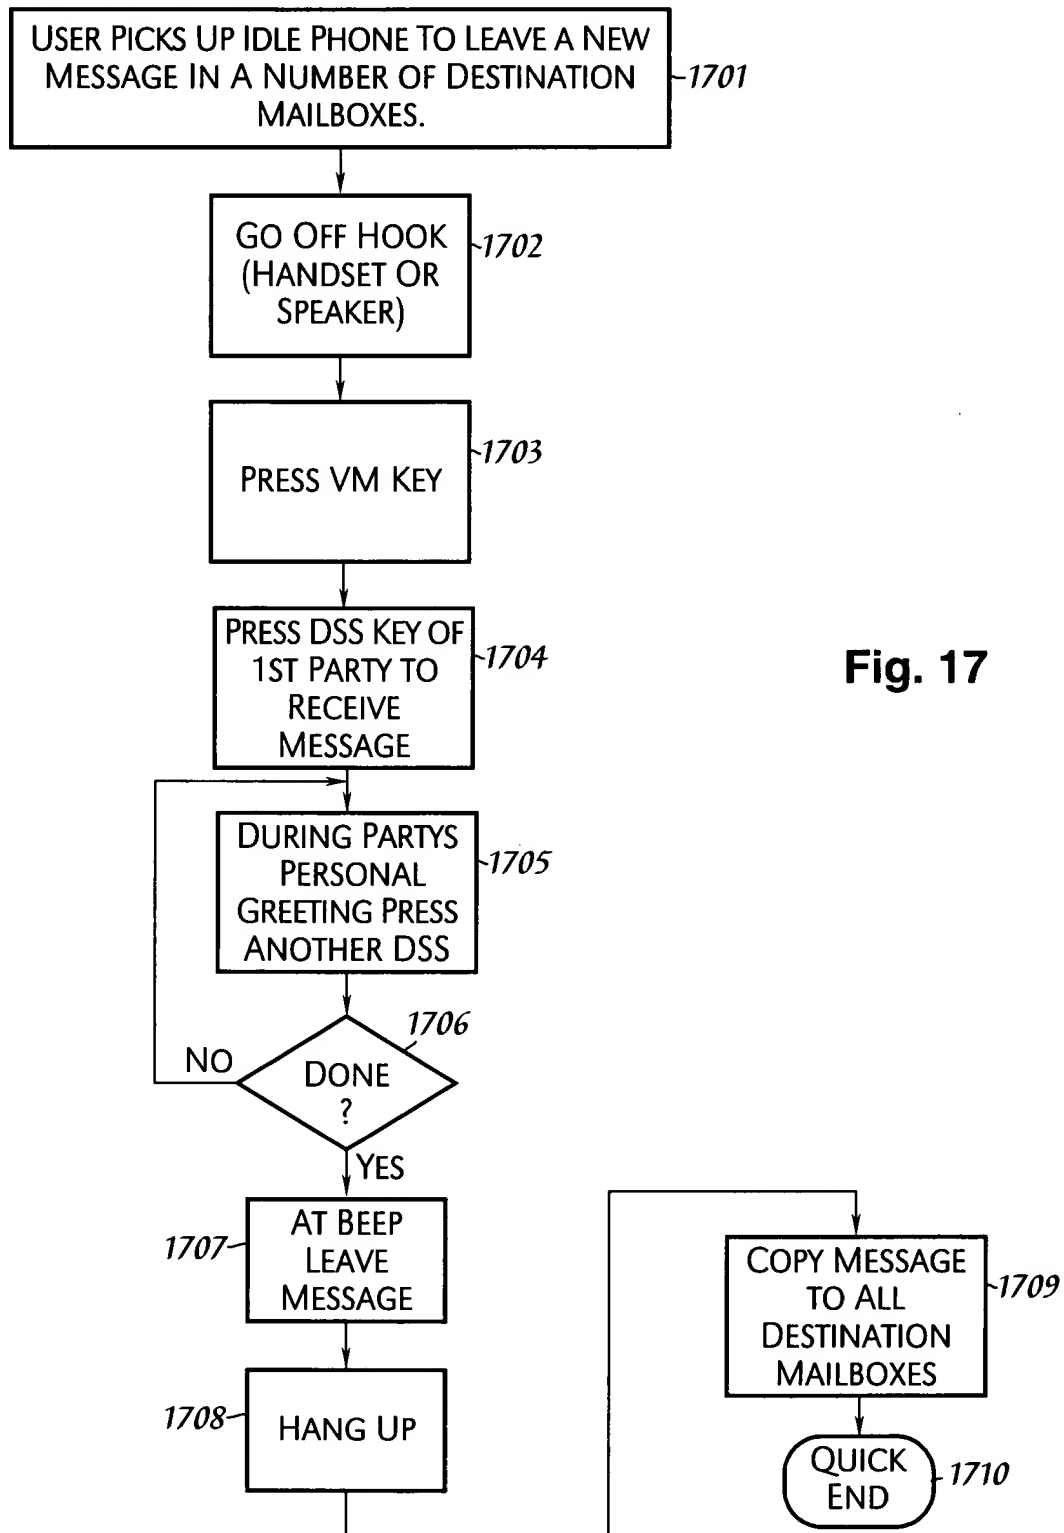 USER PICKS UP IDLE PHONE TO LEAVE A NEW
MESSAGE IN A NUMBER OF DESTINATION
MAILBOXES.
1701
GO OFF HOOK
(HANDSET OR
SPEAKER)
1702
PRESS VM KEY
1703
PRESS DSS KEY OF
1ST PARTY TO
RECEIVE
MESSAGE
1704
Fig. 17
DURING PARTYS
PERSONAL
GREETING PRESS
ANOTHER DSS
1705
DONE
?
1706
NO
YES
AT BEEP
LEAVE
MESSAGE
1707
HANG UP
1708
COPY MESSAGE
TO ALL
DESTINATION
MAILBOXES
1709
QUICK
END
1710